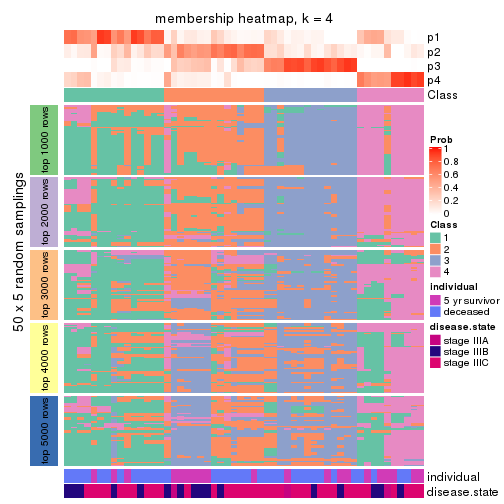 membership heatmap, k = 4
p1
p2
p3
p4
Class
50 x 5 random samplings
top 1000 rows
top 2000 rows
top 3000 rows
top 4000 rows
top 5000 rows
Prob
1
0.8
0.6
0.4
0.2
0
Class
1
2
3
4
individual
5 yr survivor
deceased
disease.state
stage IIIA
stage IIIB
stage IIIC
individual
disease.state